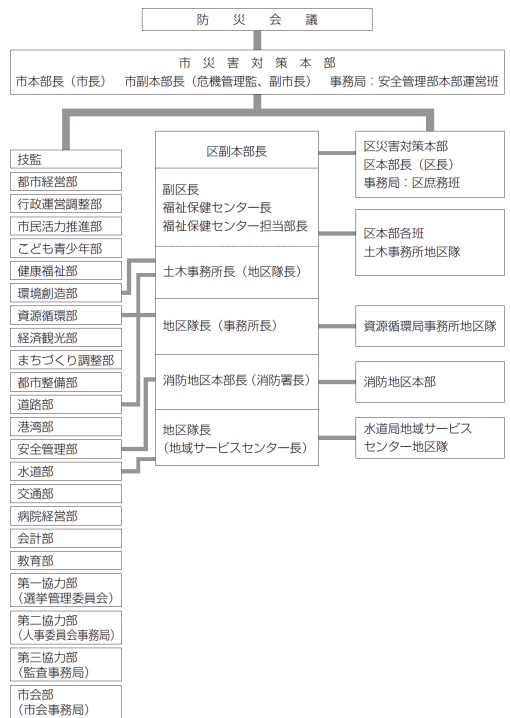 防災会議
市災害対策本部
市本部長（市長）　市副本部長（危機管理監、副市長）　事務局：安全管理部本部運営班
技監
都市経営部
行政運営調整部
市民活力推進部
こども青少年部
健康福祉部
環境創造部
資源循環部
経済観光部
まちづくり調整部
都市整備部
道路部
港湾部
安全管理部
水道部
交通部
病院経営部
会計部
教育部
第一協力部
（選挙管理委員会）
第二協力部
（人事委員会事務局）
第三協力部
（監査事務局）
市会部
（市会事務局）
区副本部長
副区長
福祉保健センター長
福祉保健センター担当部長
土木事務所長（地区隊長）
地区隊長（事務所長）
消防地区本部長（消防署長）
地区隊長
（地域サービスセンター長）
区災害対策本部
区本部長（区長）
事務局：区庶務班
区本部各班
土木事務所地区隊
資源循環局事務所地区隊
消防地区本部
水道局地域サービス
センター地区隊